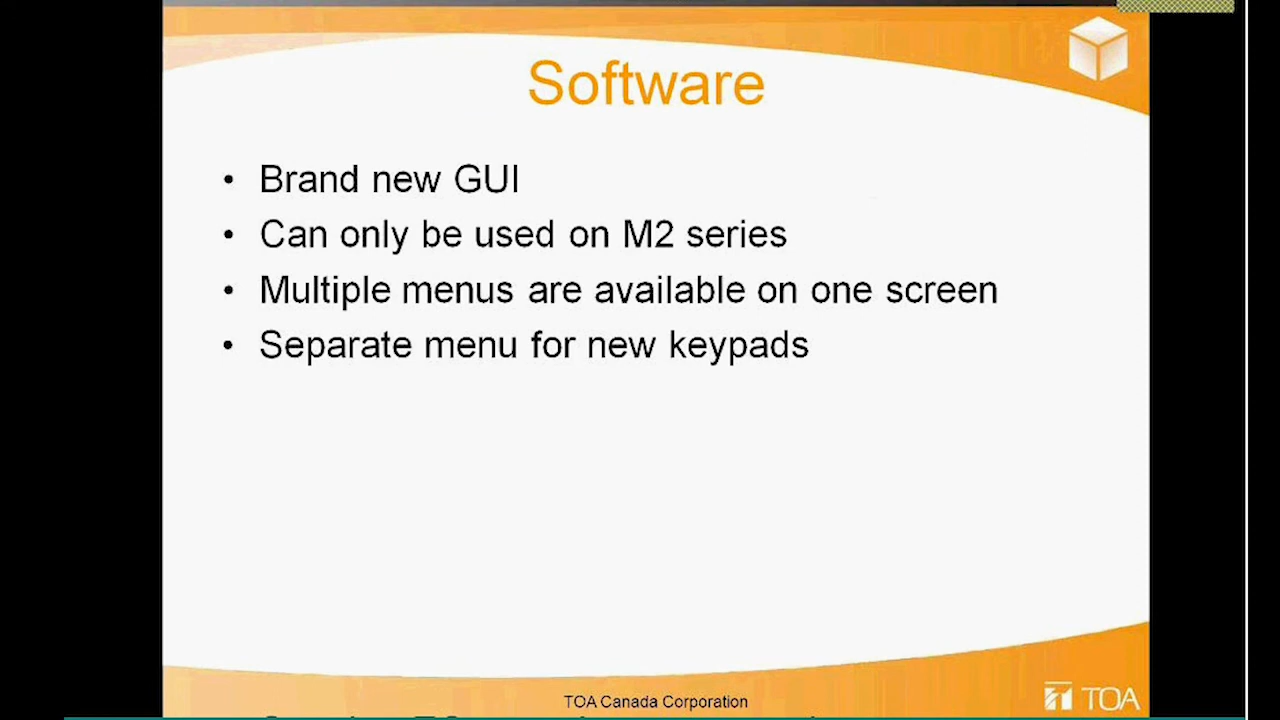 Software
• Brand new GUI
• Can only be used on M2 series
• Multiple menus are available on one screen
• Separate menu for new keypads
TOA Canada Corporation
TOA